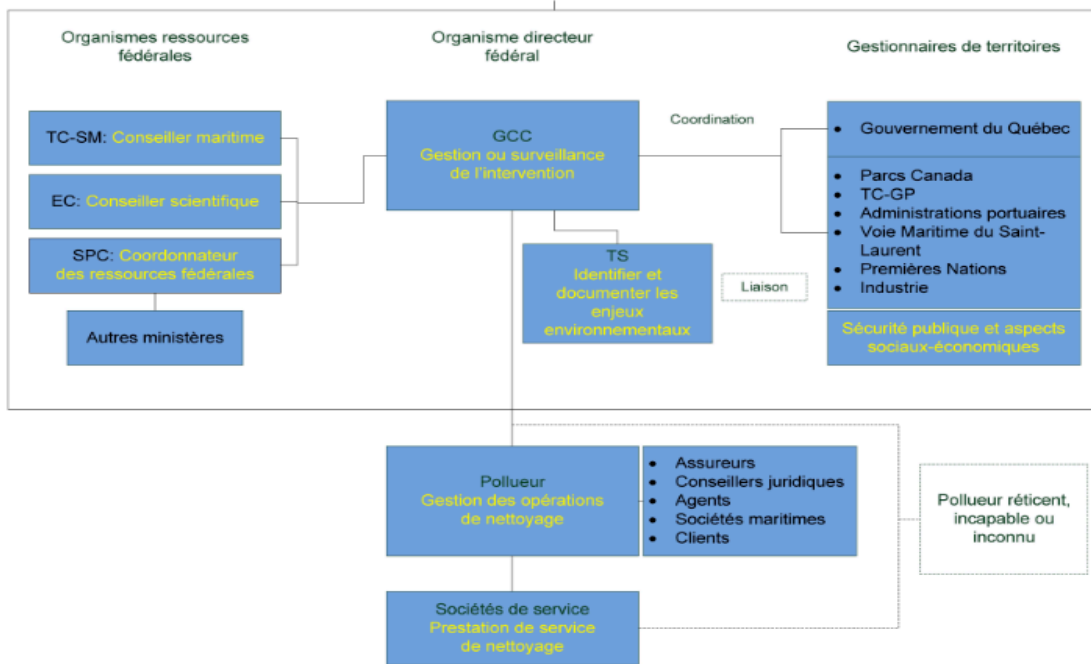 Organismes ressources
fédérales
Organisme directeur
fédéral
Gestionnaires de territoires
TC-SM: Conseiller maritime
EC: Conseiller scientifique
SPC: Coordonnateur
des ressources fédérales
Autres ministères
GCC
Gestion ou surveillance
de l'intervention
TS
Identifier et
documenter les
enjeux
environnementaux
Coordination
Liaison
• Gouvernement du Québec
• Parcs Canada
• TC-GP
• Administrations portuaires
• Voie Maritime du Saint-
Laurent
• Premières Nations
• Industrie
Sécurité publique et aspects
sociaux-économiques
Pollueur
Gestion des opérations
de nettoyage
• Assureurs
• Conseillers juridiques
• Agents
• Sociétés maritimes
• Clients
Pollueur réticent,
incapable ou
inconnu
Sociétés de service
Prestation de service
de nettoyage